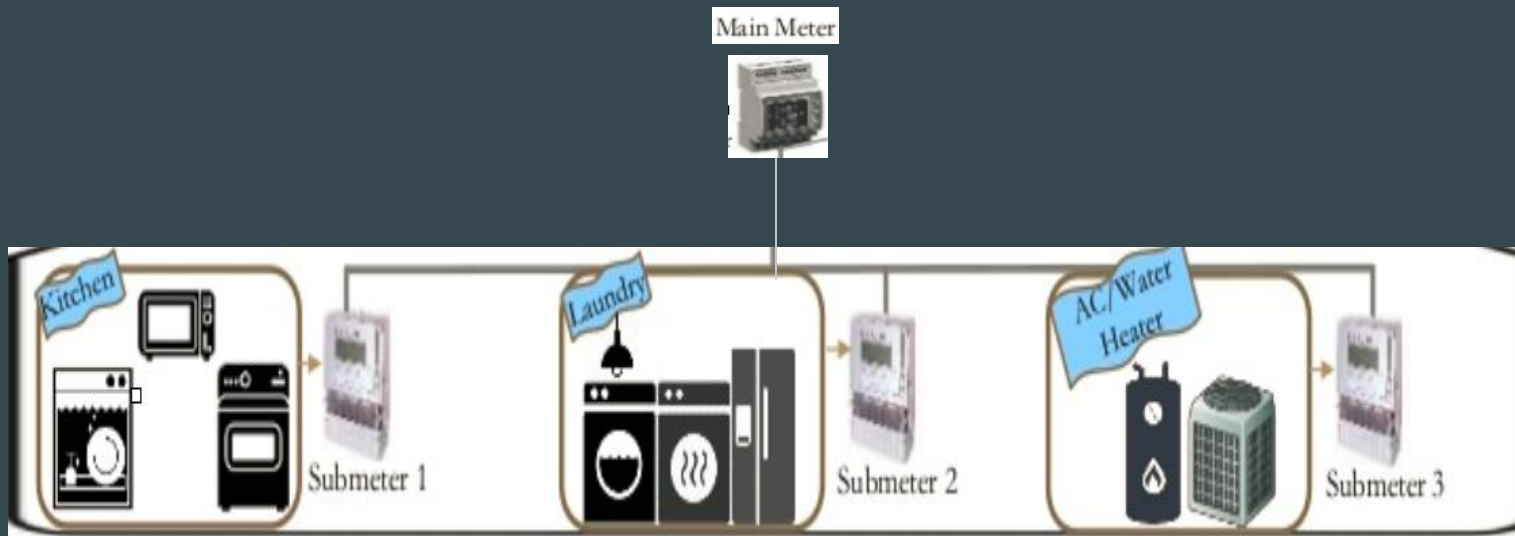 Main Meter
Kitchen
Laundry
AC/Water
Heater
Submeter 1
Submeter 2
Submeter 3